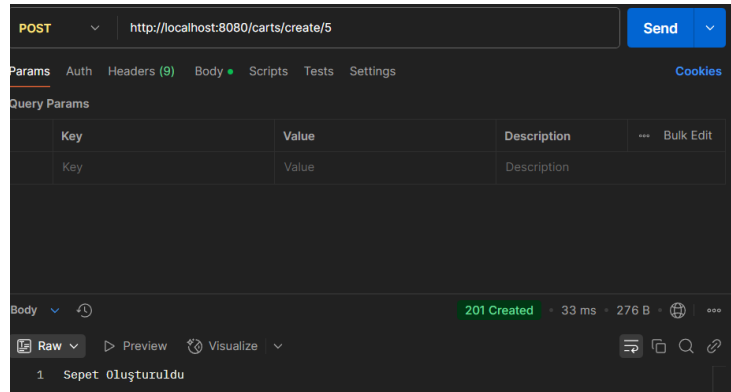 POST http://localhost:8080/carts/create/5 Send
Params Auth Headers (9) Body Scripts Tests Settings Cookies
Query Params
Key Value Description Bulk Edit
Key Value Description
Body 201 Created 33 ms 276 B
Raw Preview Visualize
1 Sepet Oluşturuldu